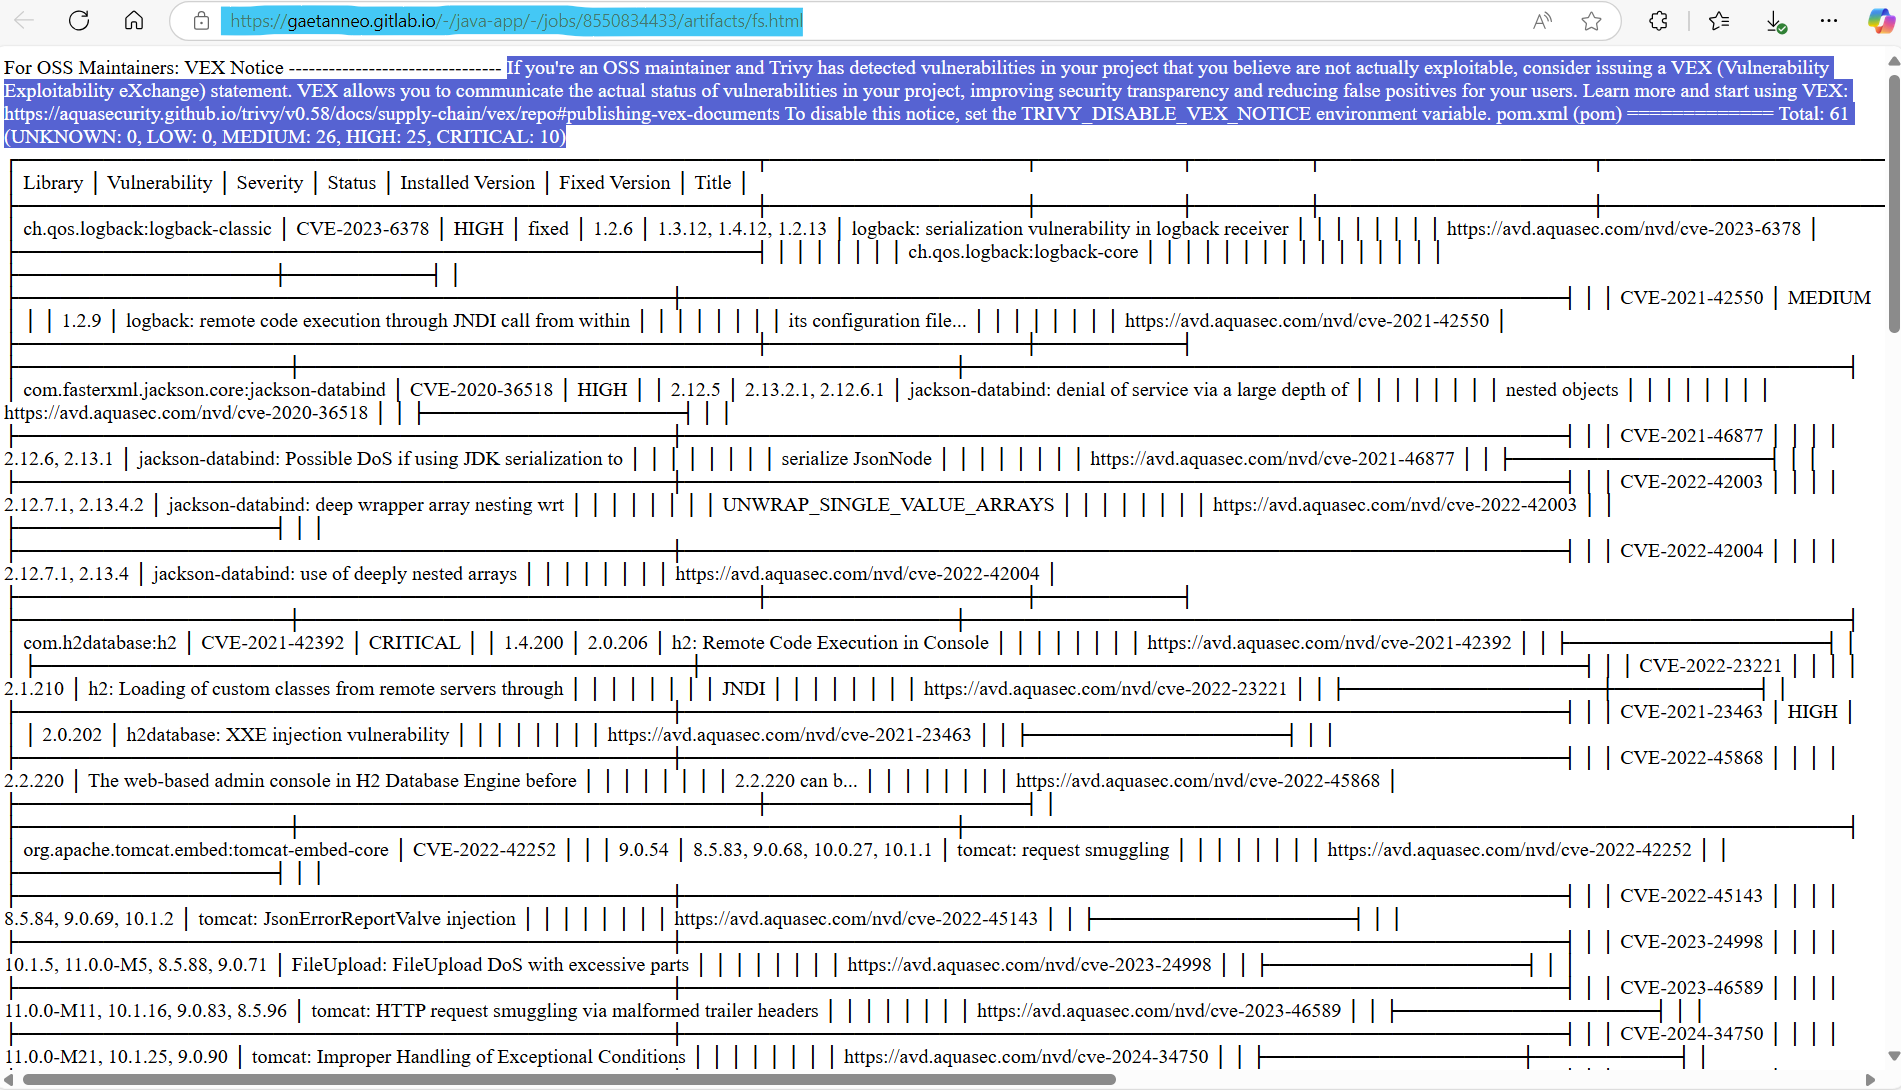 https://gaetanneo.gitlab.io/-/java-app/-/jobs/8550834433/artifacts/fs.html
For OSS Maintainers: VEX Notice -------------------------------- If you're an OSS maintainer and Trivy has detected vulnerabilities in your project that you believe are not actually exploitable, consider issuing a VEX (Vulnerability
Exploitability eXchange) statement. VEX allows you to communicate the actual status of vulnerabilities in your project, improving security transparency and reducing false positives for your users. Learn more and start using VEX:
https://aquasecurity.github.io/trivy/v0.58/docs/supply-chain/vex/repo#publishing-vex-documents To disable this notice, set the TRIVY_DISABLE_VEX_NOTICE environment variable. pom.xml (pom) ============= Total: 61
(UNKNOWN: 0, LOW: 0, MEDIUM: 26, HIGH: 25, CRITICAL: 10)
│ Library │ Vulnerability │ Severity │ Status │ Installed Version │ Fixed Version │ Title │
│ ch.qos.logback:logback-classic │ CVE-2023-6378 │ HIGH │ fixed │ 1.2.6 │ 1.3.12, 1.4.12, 1.2.13 │ logback: serialization vulnerability in logback receiver │ │ │ │ │ │ │ │ https://avd.aquasec.com/nvd/cve-2023-6378 │
│ │ │ │ │ │ │ ch.qos.logback:logback-core │ │ │ │ │ │ │ │ │ │ │ │ │ │ │ │
│ │
│ │ │ CVE-2021-42550 │ MEDIUM
│ │ │ 1.2.9 │ logback: remote code execution through JNDI call from within │ │ │ │ │ │ │ │ its configuration file... │ │ │ │ │ │ │ │ https://avd.aquasec.com/nvd/cve-2021-42550 │
│ com.fasterxml.jackson.core:jackson-databind │ CVE-2020-36518 │ HIGH │ │ 2.12.5 │ 2.13.2.1, 2.12.6.1 │ jackson-databind: denial of service via a large depth of │ │ │ │ │ │ │ │ nested objects │ │ │ │ │ │ │ │
https://avd.aquasec.com/nvd/cve-2020-36518 │ │ │ │ │
│ │ │ CVE-2021-46877 │ │ │ │
2.12.6, 2.13.1 │ jackson-databind: Possible DoS if using JDK serialization to │ │ │ │ │ │ │ │ serialize JsonNode │ │ │ │ │ │ │ │ https://avd.aquasec.com/nvd/cve-2021-46877 │ │ │ │
│ │ │ CVE-2022-42003 │ │ │ │
2.12.7.1, 2.13.4.2 │ jackson-databind: deep wrapper array nesting wrt │ │ │ │ │ │ │ │ UNWRAP_SINGLE_VALUE_ARRAYS │ │ │ │ │ │ │ │ https://avd.aquasec.com/nvd/cve-2022-42003 │ │
│ │ │
│ │ │ CVE-2022-42004 │ │ │ │
2.12.7.1, 2.13.4 │ jackson-databind: use of deeply nested arrays │ │ │ │ │ │ │ │ https://avd.aquasec.com/nvd/cve-2022-42004 │
│ com.h2database:h2 │ CVE-2021-42392 │ CRITICAL │ │ 1.4.200 │ 2.0.206 │ h2: Remote Code Execution in Console │ │ │ │ │ │ │ │ https://avd.aquasec.com/nvd/cve-2021-42392 │ │ │
│ │ │ CVE-2022-23221 │ │ │ │
2.1.210 │ h2: Loading of custom classes from remote servers through │ │ │ │ │ │ │ │ JNDI │ │ │ │ │ │ │ │ https://avd.aquasec.com/nvd/cve-2022-23221 │ │ │
│ │ │ CVE-2021-23463 │ HIGH │
│ │ 2.0.202 │ h2database: XXE injection vulnerability │ │ │ │ │ │ │ │ https://avd.aquasec.com/nvd/cve-2021-23463 │ │ │ │
│ │ │ CVE-2022-45868 │ │ │ │
2.2.220 │ The web-based admin console in H2 Database Engine before │ │ │ │ │ │ │ │ 2.2.220 can b... │ │ │ │ │ │ │ │ https://avd.aquasec.com/nvd/cve-2022-45868 │
│ org.apache.tomcat.embed:tomcat-embed-core │ CVE-2022-42252 │ │ │ 9.0.54 │ 8.5.83, 9.0.68, 10.0.27, 10.1.1 │ tomcat: request smuggling │ │ │ │ │ │ │ │ https://avd.aquasec.com/nvd/cve-2022-42252 │ │
│ │ │
│ │ │ CVE-2022-45143 │ │ │ │
8.5.84, 9.0.69, 10.1.2 │ tomcat: JsonErrorReportValve injection │ │ │ │ │ │ │ │ https://avd.aquasec.com/nvd/cve-2022-45143 │ │ │ │
│ │ │ CVE-2023-24998 │ │ │ │
10.1.5, 11.0.0-M5, 8.5.88, 9.0.71 │ FileUpload: FileUpload DoS with excessive parts │ │ │ │ │ │ │ │ https://avd.aquasec.com/nvd/cve-2023-24998 │ │ │ │
│ │ │ CVE-2023-46589 │ │ │ │
11.0.0-M11, 10.1.16, 9.0.83, 8.5.96 │ tomcat: HTTP request smuggling via malformed trailer headers │ │ │ │ │ │ │ │ https://avd.aquasec.com/nvd/cve-2023-46589 │ │ │ │
│ │ │ CVE-2024-34750 │ │ │ │
11.0.0-M21, 10.1.25, 9.0.90 │ tomcat: Improper Handling of Exceptional Conditions │ │ │ │ │ │ │ │ https://avd.aquasec.com/nvd/cve-2024-34750 │ │ │